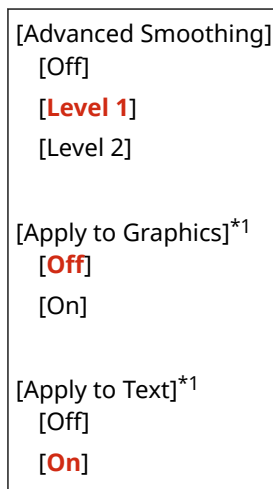 [Advanced Smoothing]
[Off]
[Level 1]
[Level 2]
[Apply to Graphics]*1
[Off]
[On]
[Apply to Text]*1
[Off]
[On]